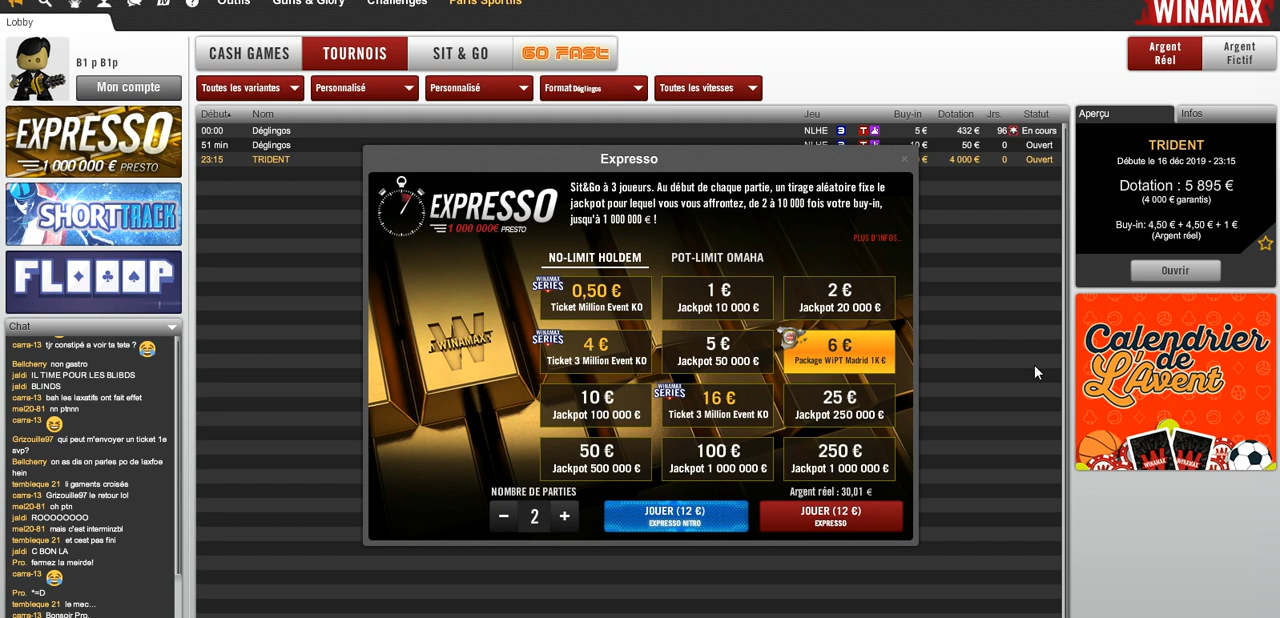 Outils Guns & Glory Challenges Paris Sportifs
WINAMAX
Lobby
B1 p B1p
Mon compte
CASH GAMES TOURNOIS SIT & GO GO FAST
Argent Réel
Argent Fictif
Toutes les variantes Personnalisé Personnalisé Format Déglingos Toutes les vitesses
EXPRESSO
1 000 000 € PRESTO
SHORT TRACK
FLOOOP
Début Nom Jeu Buy-in Dotation Jrs. Statut
00:00 Déglingos NLHE 3 T 5 € 432 € 96 En cours
51 min Déglingos 50 € 0 Ouvert
23:15 TRIDENT € 4 000 € 0 Ouvert
Expresso
EXPRESSO
1 000 000€ PRESTO
Sit&Go à 3 joueurs. Au début de chaque partie, un tirage aléatoire fixe le
jackpot pour lequel vous vous affrontez, de 2 à 10 000 fois votre buy-in,
jusqu'à 1 000 000 € !
PLUS D'INFOS...
NO-LIMIT HOLDEM POT-LIMIT OMAHA
WINAMAX SERIES
0,50 €
Ticket Million Event KO
1 €
Jackpot 10 000 €
2 €
Jackpot 20 000 €
WINAMAX SERIES
4 €
Ticket 3 Million Event KO
5 €
Jackpot 50 000 €
6 €
Package WiPT Madrid 1K €
10 €
Jackpot 100 000 €
WINAMAX SERIES
16 €
Ticket 3 Million Event KO
25 €
Jackpot 250 000 €
50 €
Jackpot 500 000 €
100 €
Jackpot 1 000 000 €
250 €
Jackpot 1 000 000 €
W
WINAMAX
NOMBRE DE PARTIES
− 2 +
Argent réel : 30,01 €
JOUER (12 €)
EXPRESSO NITRO
JOUER (12 €)
EXPRESSO
Aperçu Infos
TRIDENT
Débute le 16 déc 2019 - 23:15
Dotation : 5 895 €
(4 000 € garantis)
Buy-in: 4,50 € + 4,50 € + 1 €
(Argent réel)
Ouvrir
Calendrier
de
L'Avent
WINAMAX
WINAMAX
Chat
carra-13 tjr constipé a voir ta tete ?
Bellcherry non gastro
jaldi IL TIME POUR LES BLIBDS
jaldi BLINDS
carra-13 bah les laxatifs ont fait effet
mel20-81 nn ptnnn
carra-13
Grizouille97 qui peut m'envoyer un ticket 1e
svp?
Bellcherry on as dis on parles po de laxfoe
hein
tembleque 21 li gaments croisés
carra-13 Grizouille97 le retour lol
mel20-81 oh ptn
jaldi ROOOOOOOO
mel20-81 mais c'est interminzbl
tembleque 21 et cest pas fini
jaldi C BON LA
Pro. fermez la meirde!
carra-13
Pro. *=D
tembleque 21 le mec...
carra-13 Bonsoir Pro.